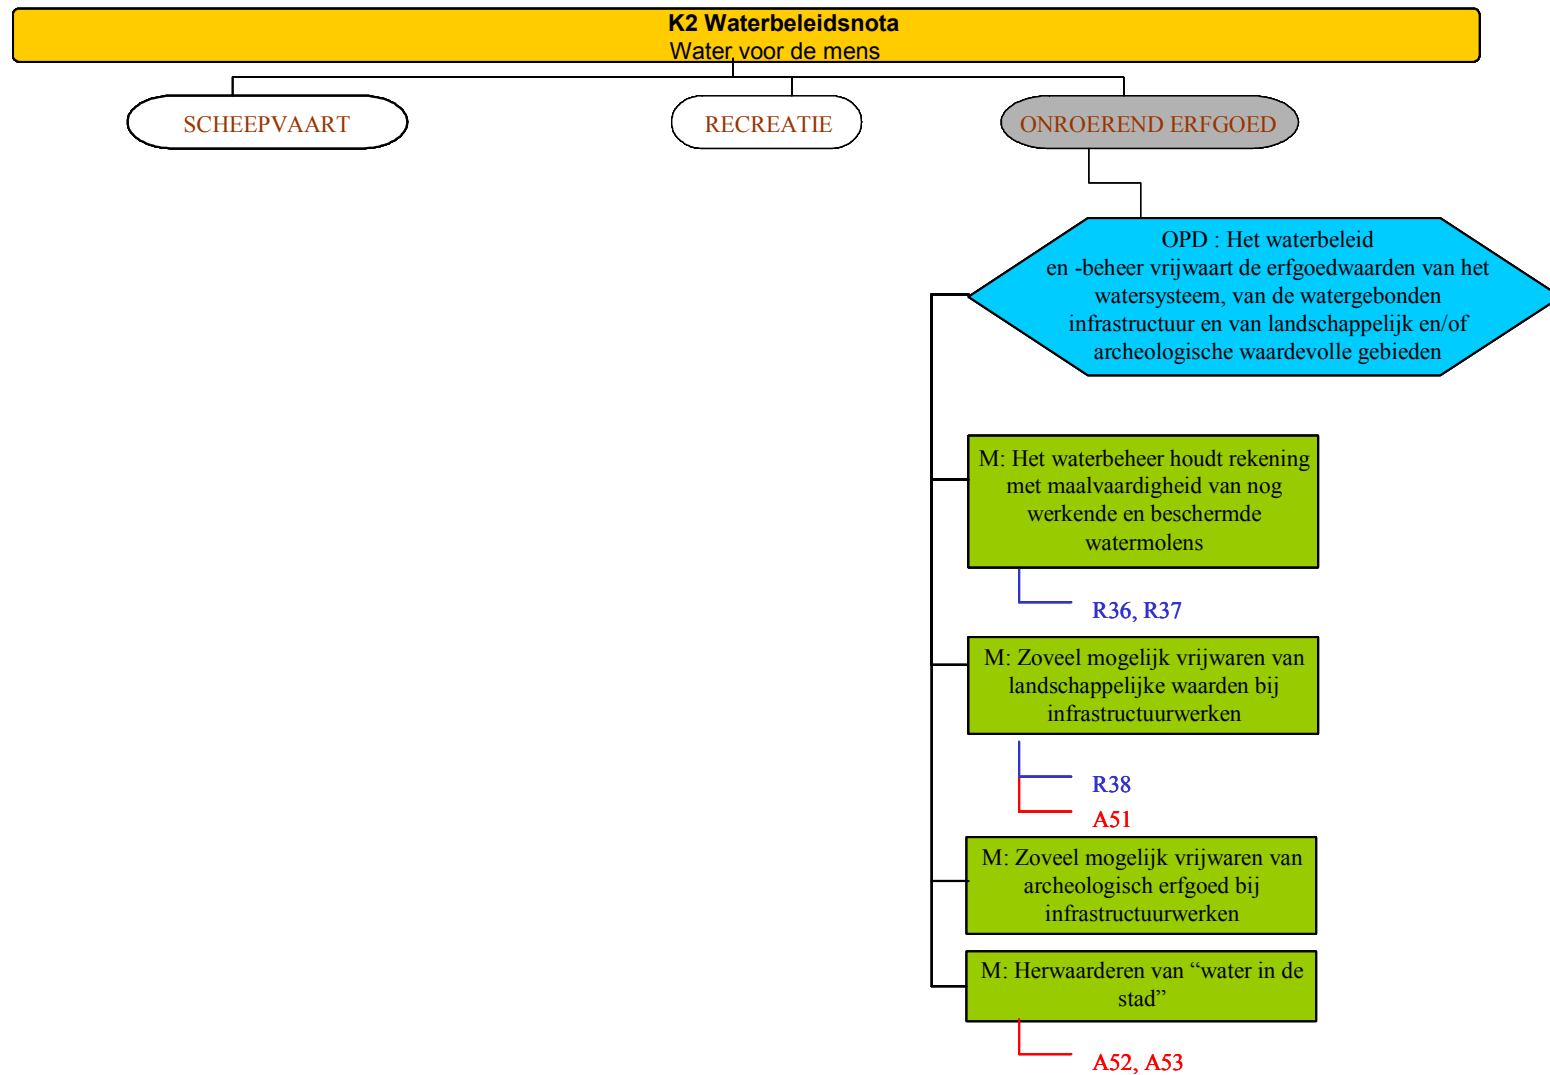 K2 Waterbeleidsnota
Water voor de mens
SCHEEPVAART
RECREATIE
ONROEREND ERFGOED
OPD : Het waterbeleid
en -beheer vrijwaart de erfgoedwaarden van het
watersysteem, van de watergebonden
infrastructuur en van landschappelijk en/of
archeologische waardevolle gebieden
M: Het waterbeheer houdt rekening
met maalvaardigheid van nog
werkende en beschermde
watermolens
R36, R37
M: Zoveel mogelijk vrijwaren van
landschappelijke waarden bij
infrastructuurwerken
R38
A51
M: Zoveel mogelijk vrijwaren van
archeologisch erfgoed bij
infrastructuurwerken
M: Herwaarderen van “water in de
stad”
A52, A53